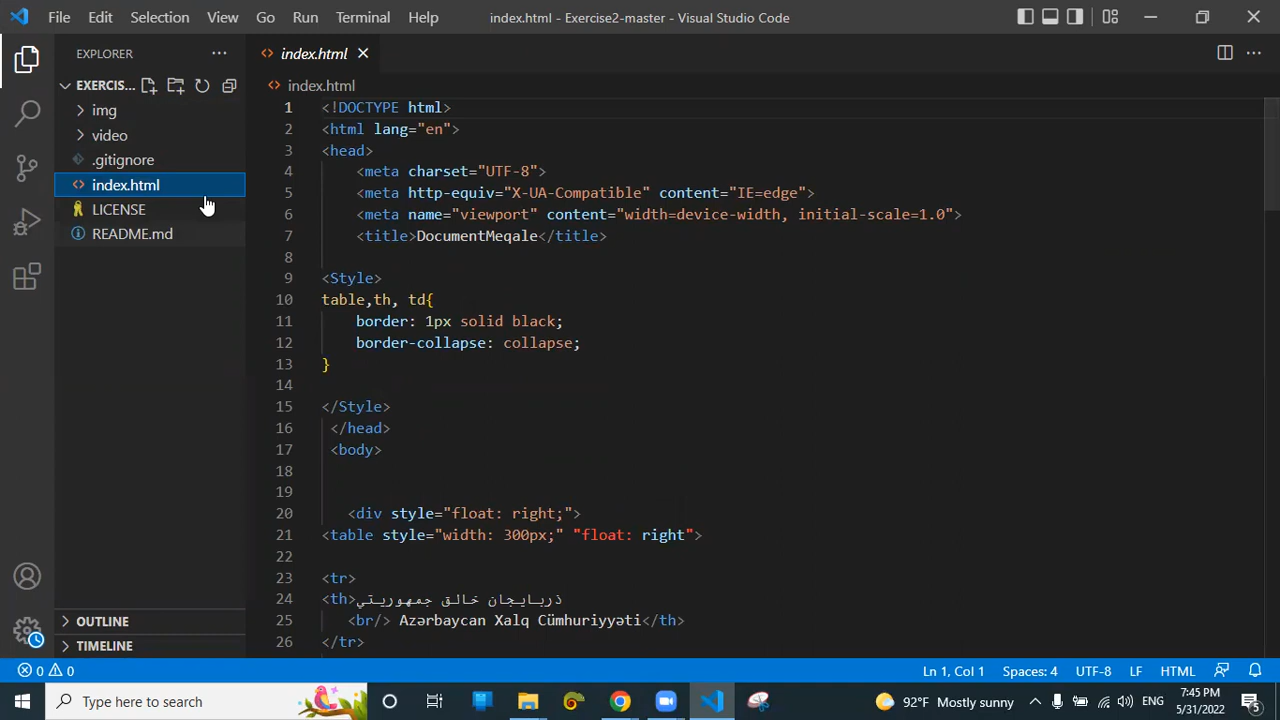 File Edit Selection View Go Run Terminal Help index.html - Exercise2-master - Visual Studio Code
EXPLORER
EXERCIS...
img
video
.gitignore
index.html
LICENSE
README.md
OUTLINE
TIMELINE
index.html
index.html
1 <!DOCTYPE html>
2 <html lang="en">
3 <head>
4 <meta charset="UTF-8">
5 <meta http-equiv="X-UA-Compatible" content="IE=edge">
6 <meta name="viewport" content="width=device-width, initial-scale=1.0">
7 <title>DocumentMeqale</title>
8
9 <Style>
10 table,th, td{
11 border: 1px solid black;
12 border-collapse: collapse;
13 }
14
15 </Style>
16 </head>
17 <body>
18
19
20 <div style="float: right;">
21 <table style="width: 300px;" "float: right">
22
23 <tr>
24 <th>ذربایجان خالق جمهوریتي
25 <br/> Azərbaycan Xalq Cümhuriyyəti</th>
26 </tr>
0 0 Ln 1, Col 1 Spaces: 4 UTF-8 LF HTML
Type here to search 92°F Mostly sunny ENG 7:45 PM
5/31/2022 5